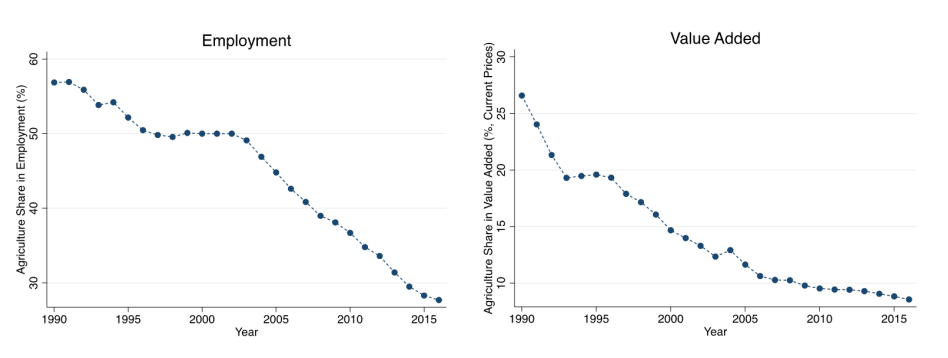 Employment
Agriculture Share in Employment (%)
60
50
40
30
1990 1995 2000 2005 2010 2015
Year
Value Added
Agriculture Share in Value Added (%, Current Prices)
30
25
20
15
10
1990 1995 2000 2005 2010 2015
Year